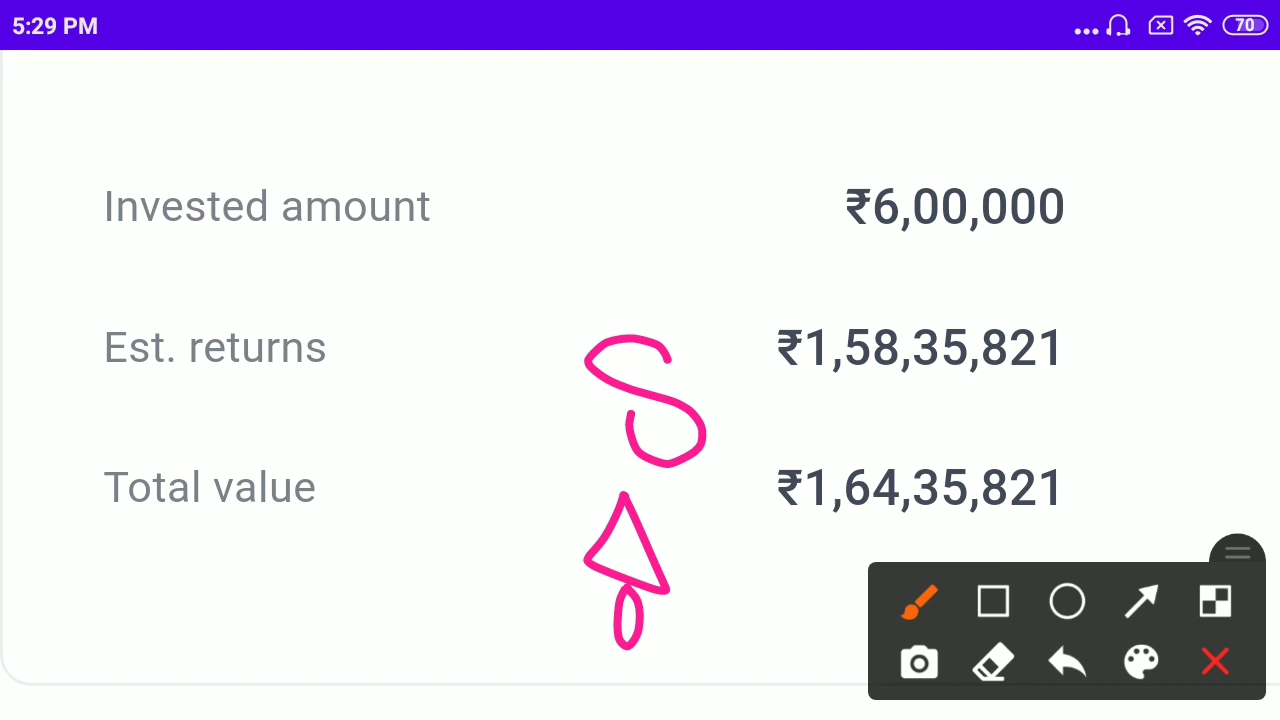 5:29 PM 70
Invested amount ₹6,00,000
Est. returns ₹1,58,35,821
Total value ₹1,64,35,821